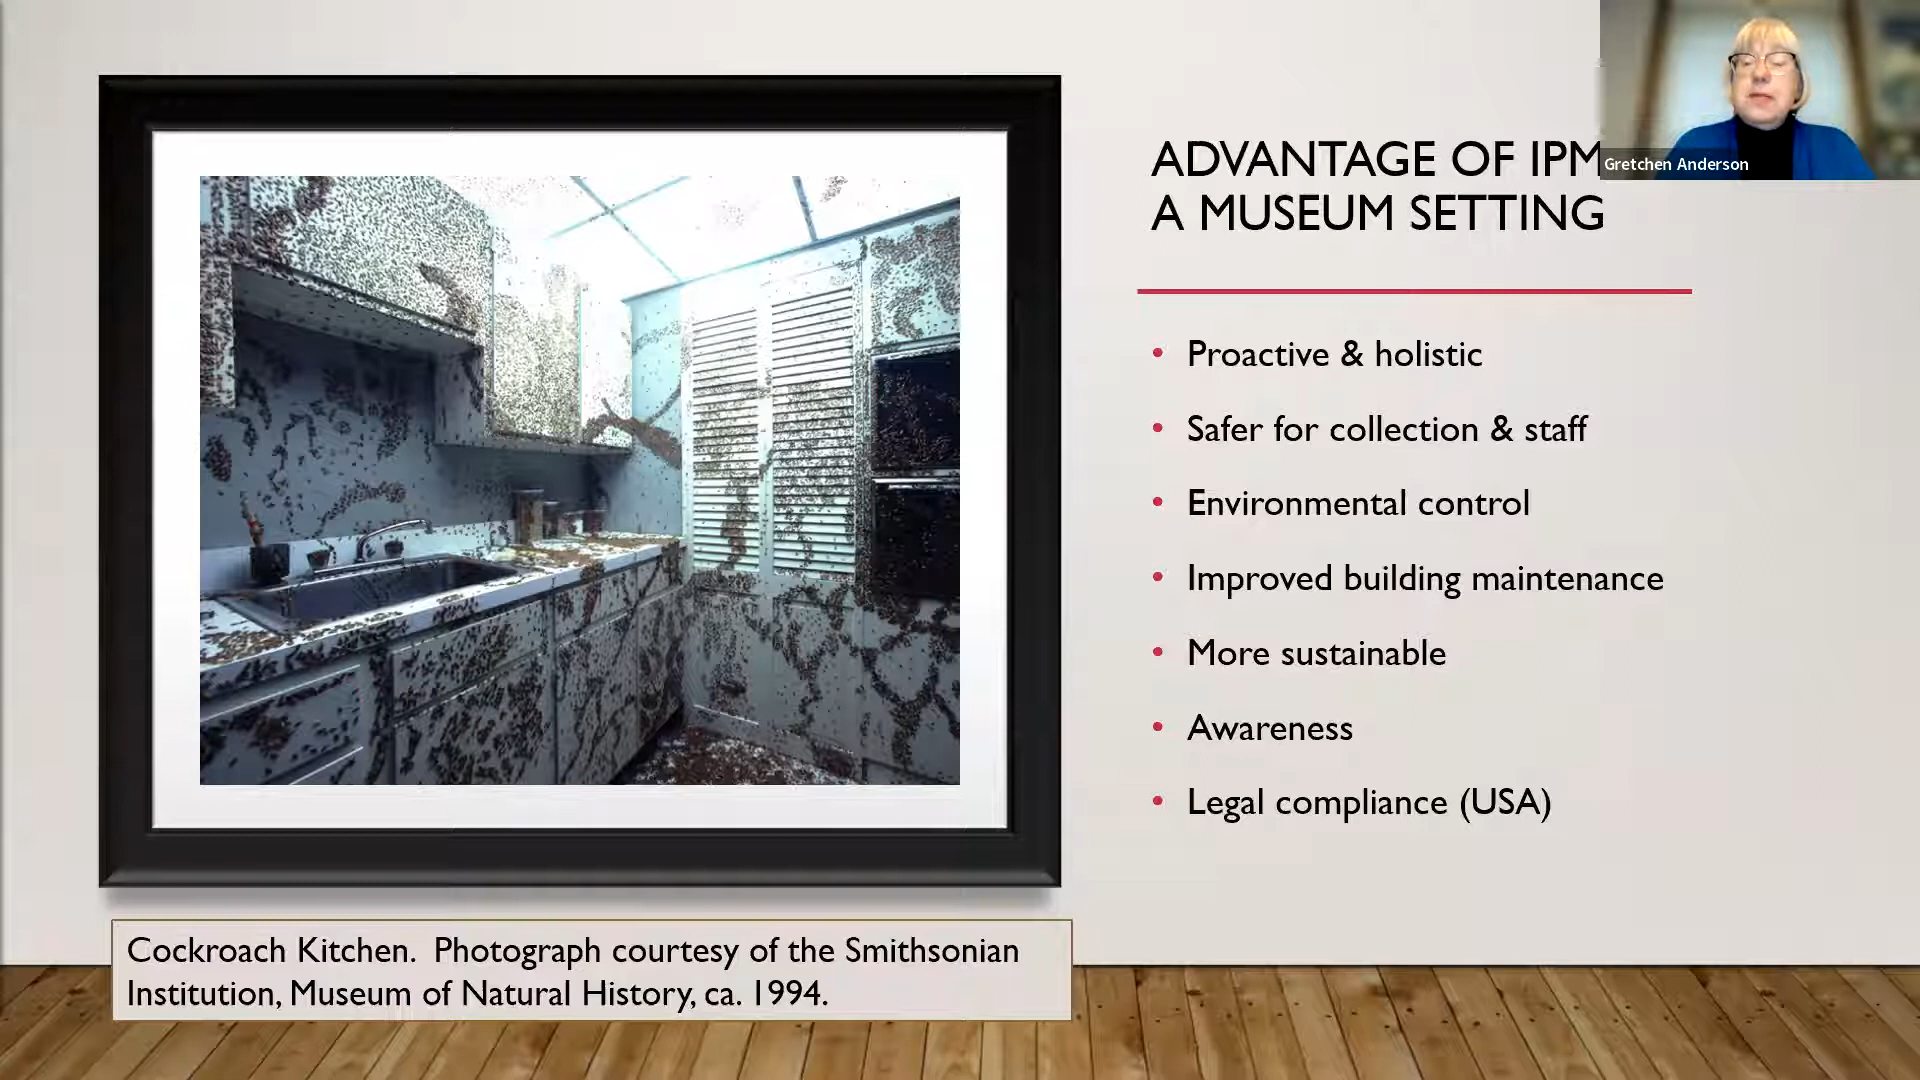 ADVANTAGE OF IPM
A MUSEUM SETTING
Gretchen Anderson
• Proactive & holistic
• Safer for collection & staff
• Environmental control
• Improved building maintenance
• More sustainable
• Awareness
• Legal compliance (USA)
Cockroach Kitchen.  Photograph courtesy of the Smithsonian
Institution, Museum of Natural History, ca. 1994.